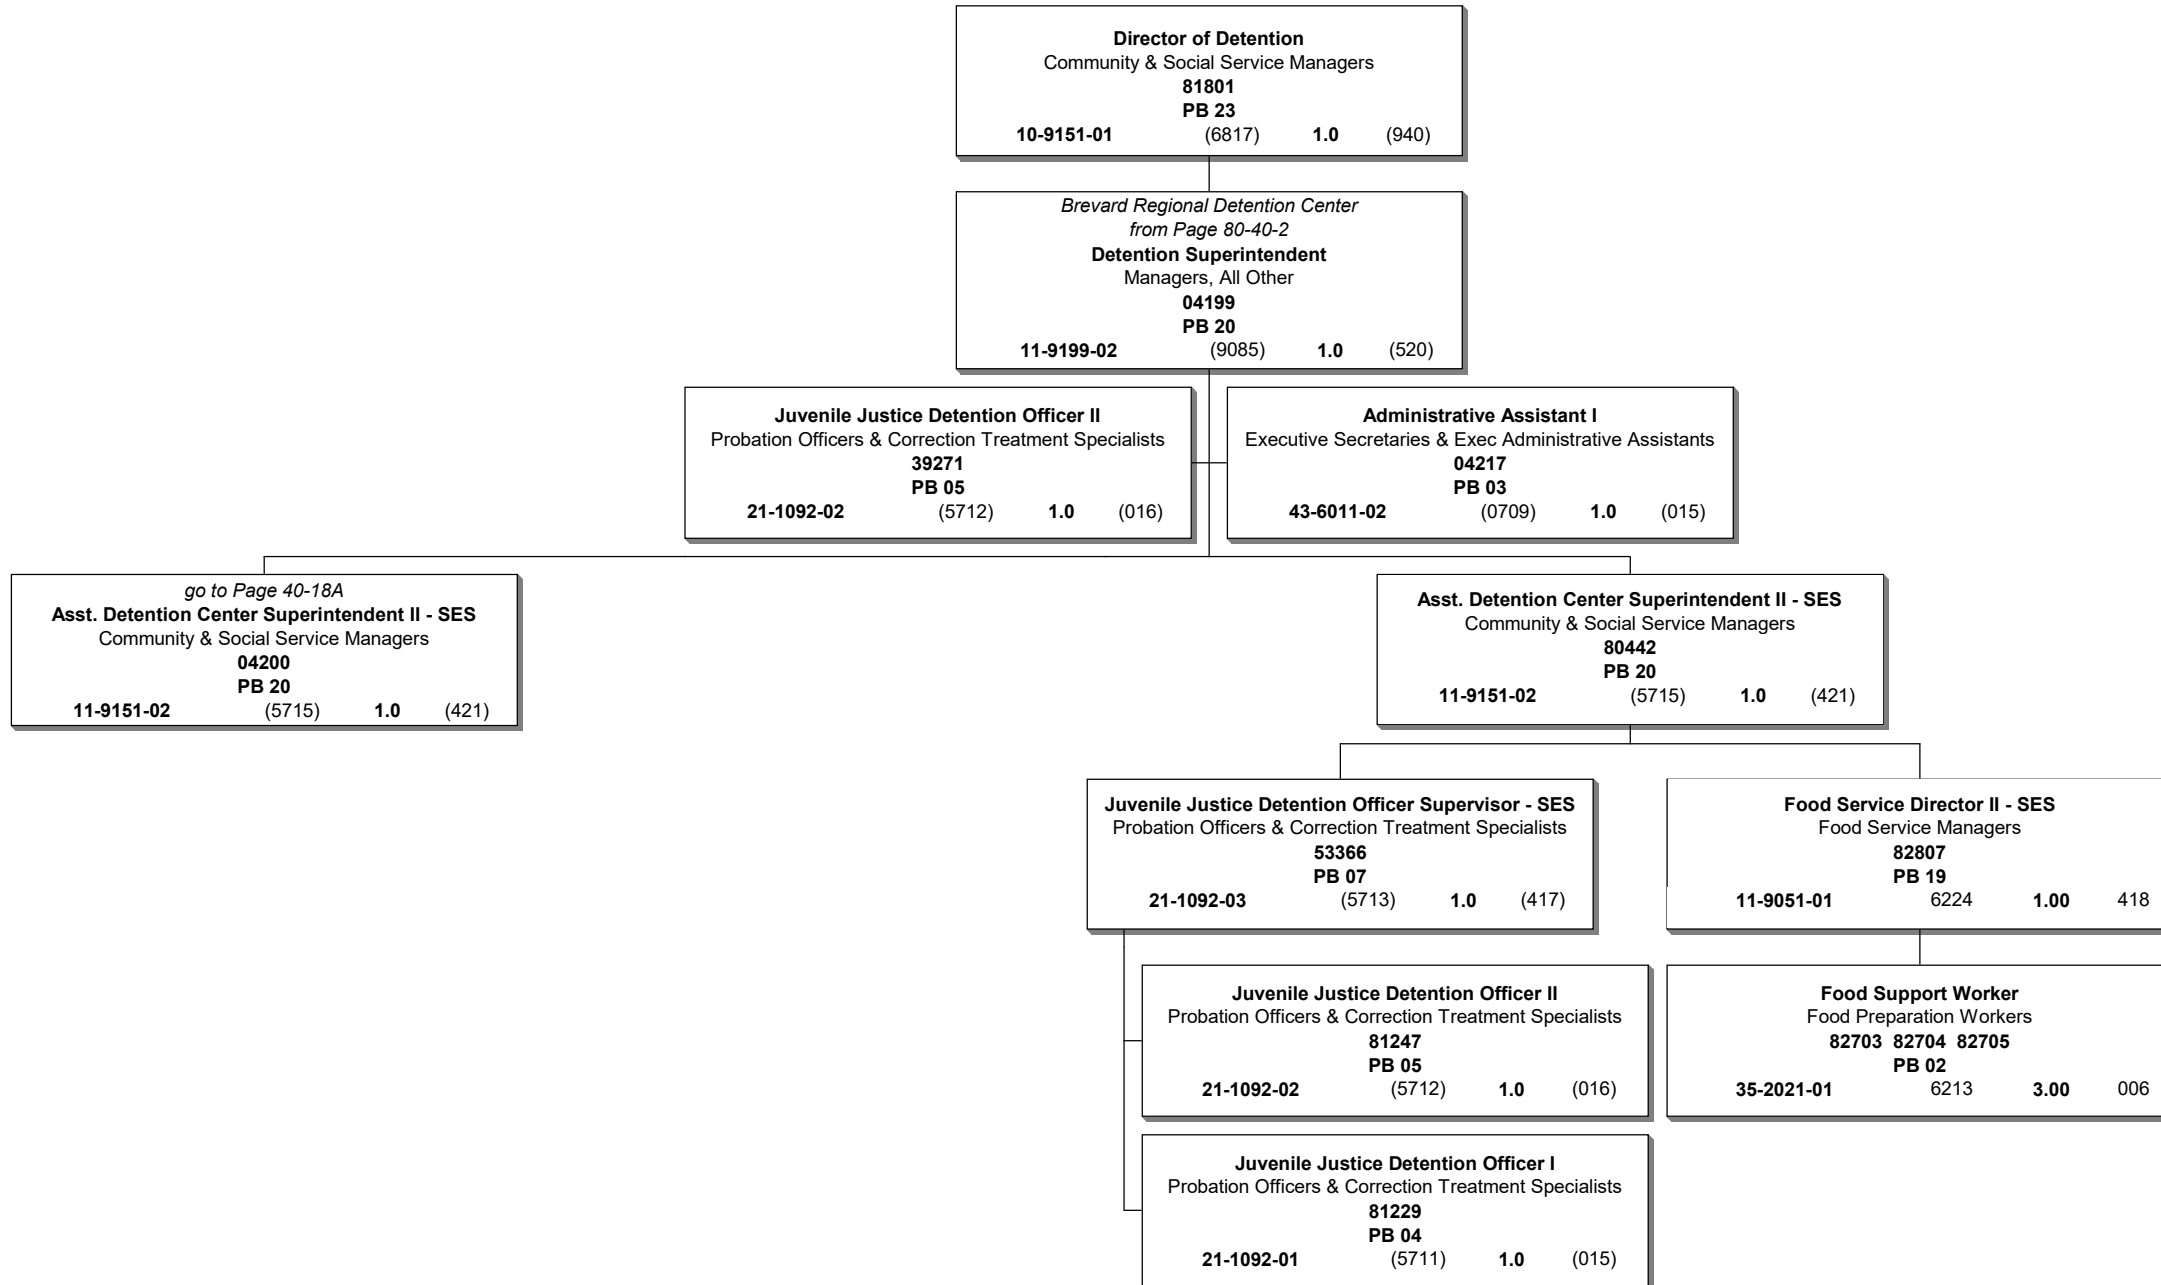 Director of Detention
Community & Social Service Managers
81801
PB 23
10-9151-01 (6817) 1.0 (940)
Brevard Regional Detention Center
from Page 80-40-2
Detention Superintendent
Managers, All Other
04199
PB 20
11-9199-02 (9085) 1.0 (520)
Juvenile Justice Detention Officer II
Probation Officers & Correction Treatment Specialists
39271
PB 05
21-1092-02 (5712) 1.0 (016)
Administrative Assistant I
Executive Secretaries & Exec Administrative Assistants
04217
PB 03
43-6011-02 (0709) 1.0 (015)
go to Page 40-18A
Asst. Detention Center Superintendent II - SES
Community & Social Service Managers
04200
PB 20
11-9151-02 (5715) 1.0 (421)
Asst. Detention Center Superintendent II - SES
Community & Social Service Managers
80442
PB 20
11-9151-02 (5715) 1.0 (421)
Juvenile Justice Detention Officer Supervisor - SES
Probation Officers & Correction Treatment Specialists
53366
PB 07
21-1092-03 (5713) 1.0 (417)
Food Service Director II - SES
Food Service Managers
82807
PB 19
11-9051-01 6224 1.00 418
Juvenile Justice Detention Officer II
Probation Officers & Correction Treatment Specialists
81247
PB 05
21-1092-02 (5712) 1.0 (016)
Food Support Worker
Food Preparation Workers
82703 82704 82705
PB 02
35-2021-01 6213 3.00 006
Juvenile Justice Detention Officer I
Probation Officers & Correction Treatment Specialists
81229
PB 04
21-1092-01 (5711) 1.0 (015)